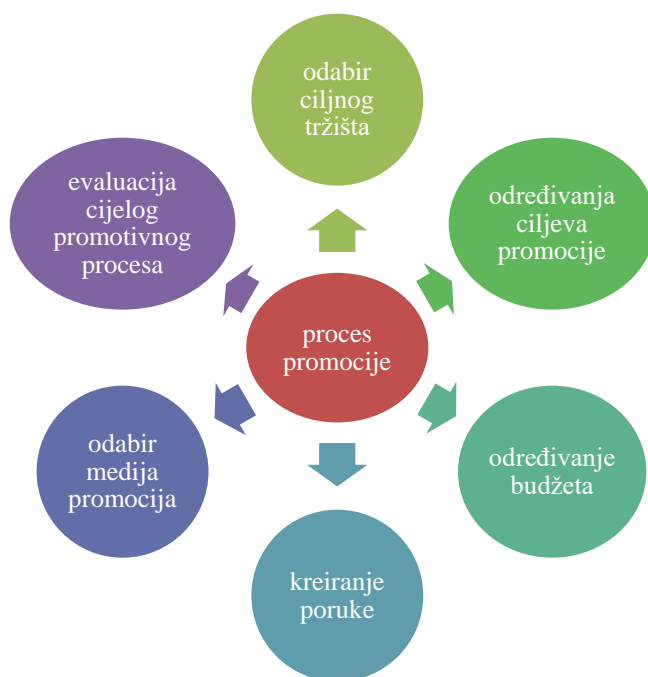 odabir
ciljnog
tržišta
određivanja
ciljeva
promocije
određivanje
budžeta
kreiranje
poruke
odabir
medija
promocija
evaluacija
cijelog
promotivnog
procesa
proces
promocije